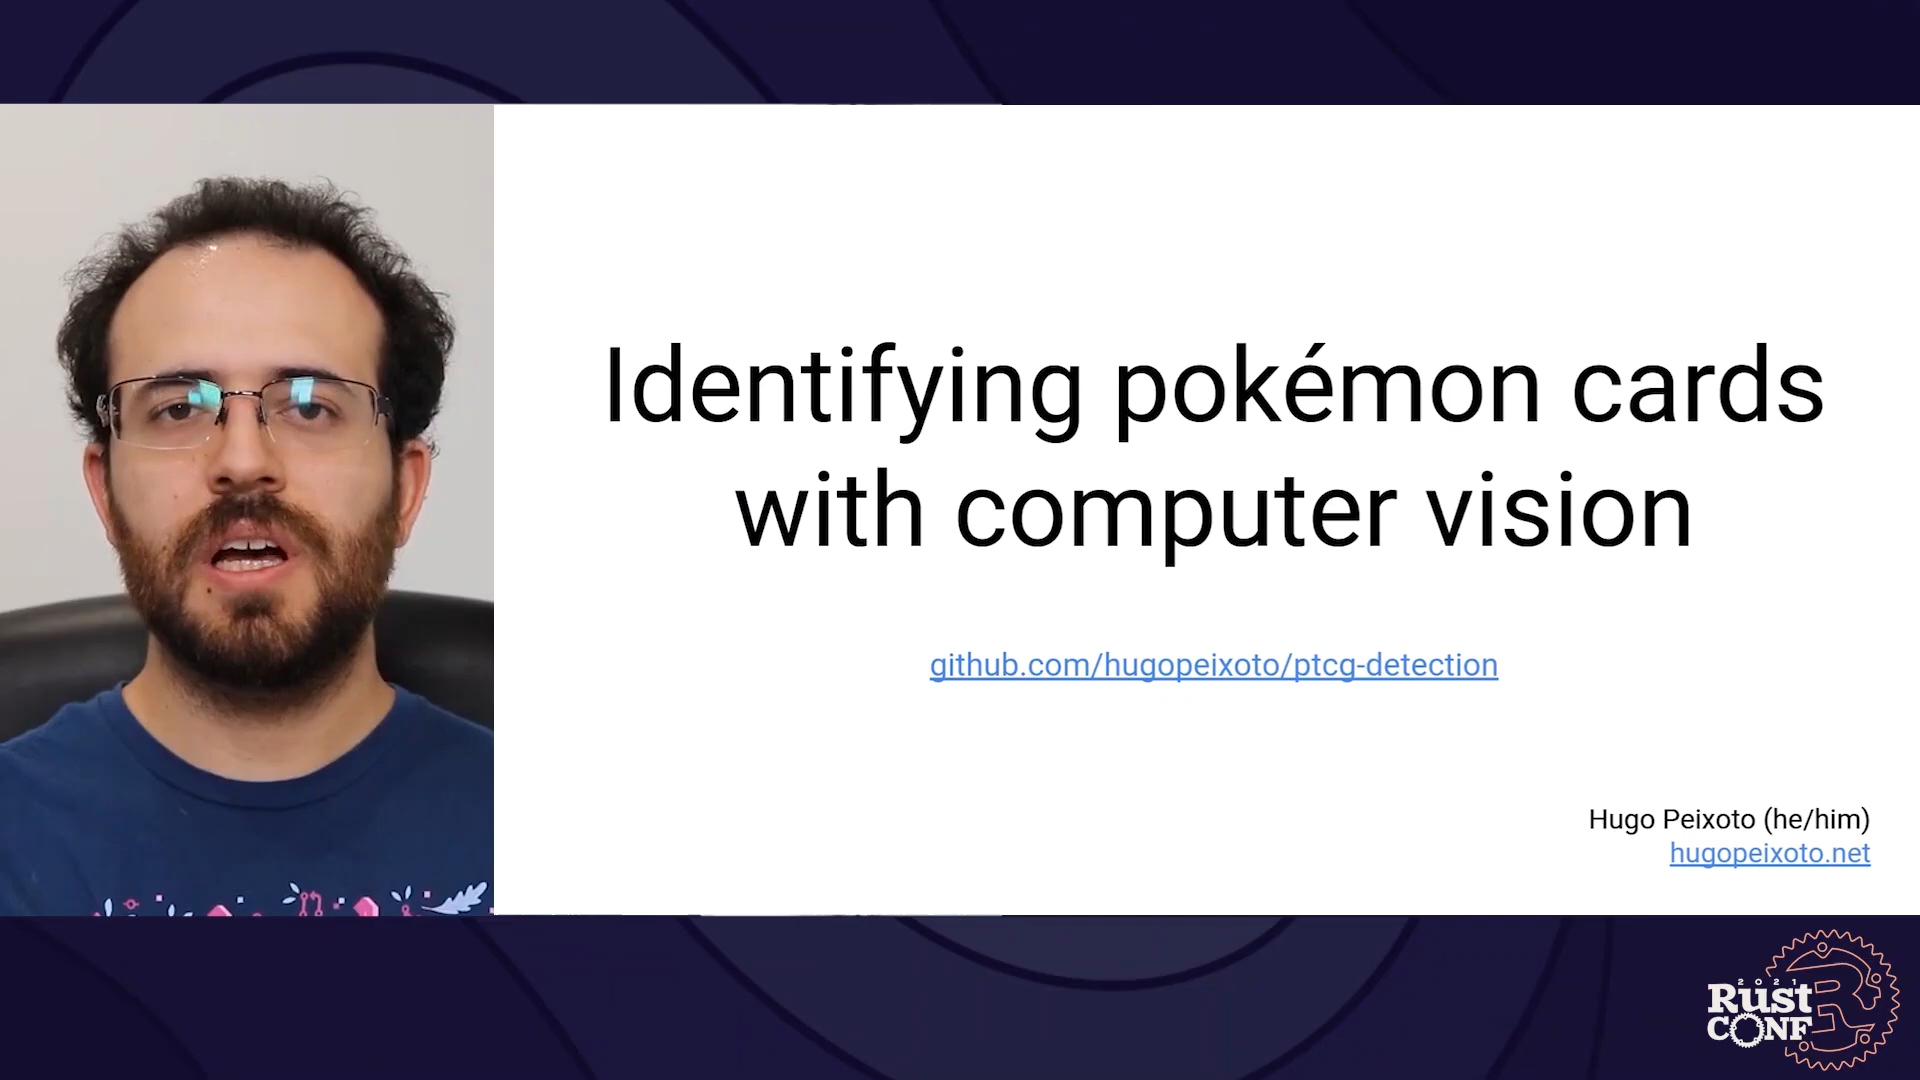 Identifying pokémon cards
with computer vision
github.com/hugopeixoto/ptcg-detection
Hugo Peixoto (he/him)
hugopeixoto.net
2021
Rust
CONF